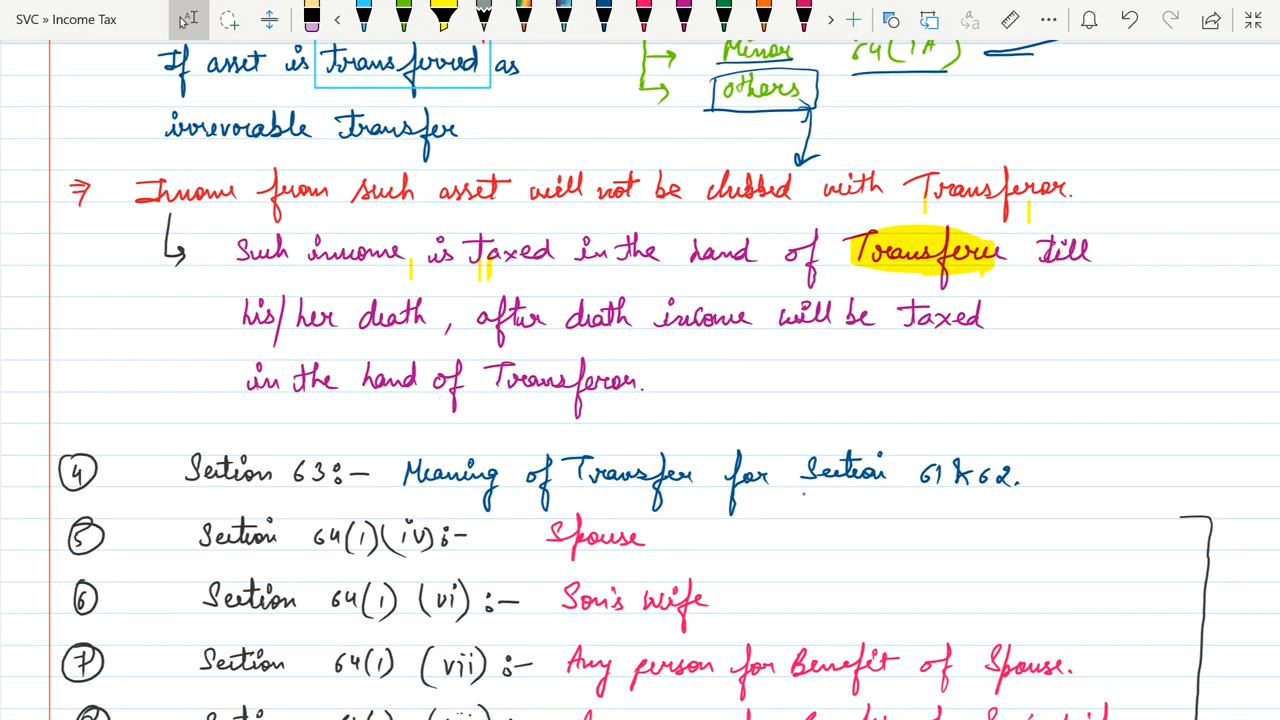 SVC » Income Tax
If asset is Transferred as
irrevocable Transfer
Minor 64(1A)
others
⇒ Income from such asset will not be clubbed with Transferor.
Such income is taxed in the hand of Transferee till
his/her death, after death income will be taxed
in the hand of Transferor.
④ Section 63:- Meaning of Transfer for Section 61 & 62.
⑤ Section 64(1)(iv):- Spouse
⑥ Section 64(1) (vi) :- Son's Wife
⑦ Section 64(1) (vii) :- Any person for Benefit of Spouse.